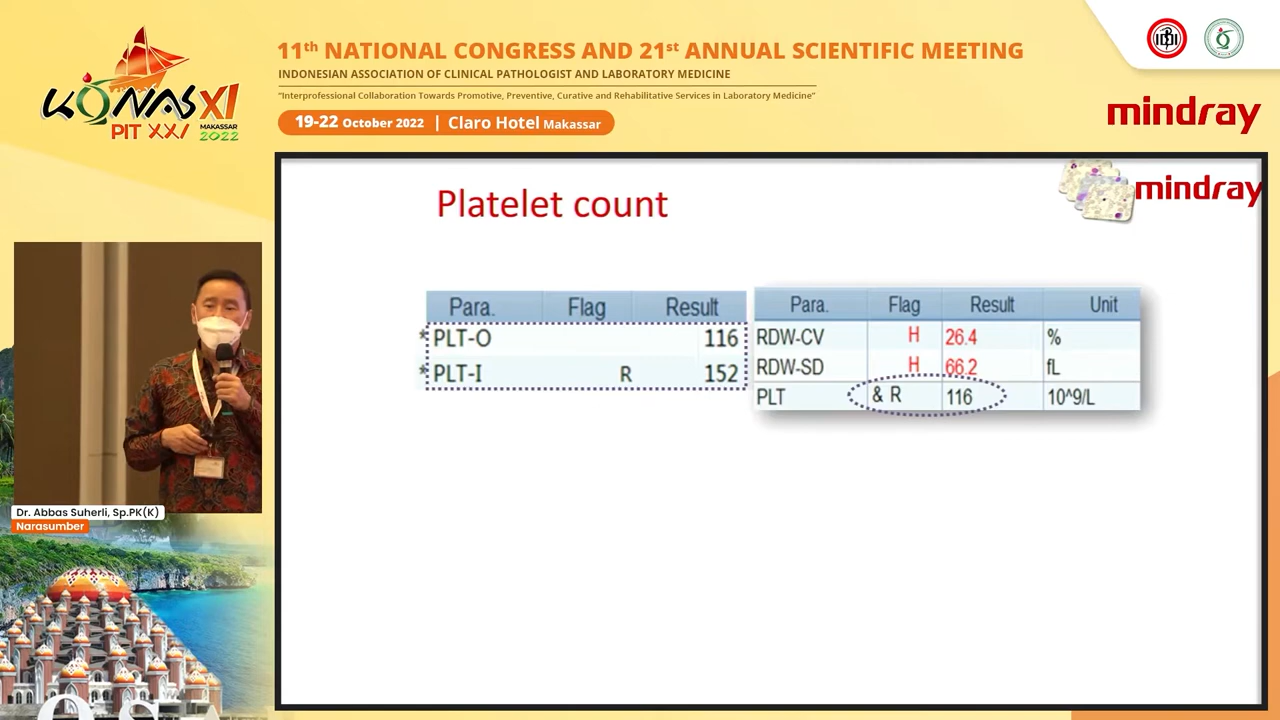 11th NATIONAL CONGRESS AND 21st ANNUAL SCIENTIFIC MEETING
INDONESIAN ASSOCIATION OF CLINICAL PATHOLOGIST AND LABORATORY MEDICINE
"Interprofessional Collaboration Towards Promotive, Preventive, Curative and Rehabilitative Services in Laboratory Medicine"
19-22 October 2022 | Claro Hotel Makassar
KONAS XI
PIT XXI MAKASSAR 2022
mindray
mindray
Platelet count
Para. Flag Result
* PLT-O 116
* PLT-I R 152
Para. Flag Result Unit
RDW-CV H 26.4 %
RDW-SD H 66.2 fL
PLT & R 116 10^9/L
Dr. Abbas Suherli, Sp.PK(K)
Narasumber